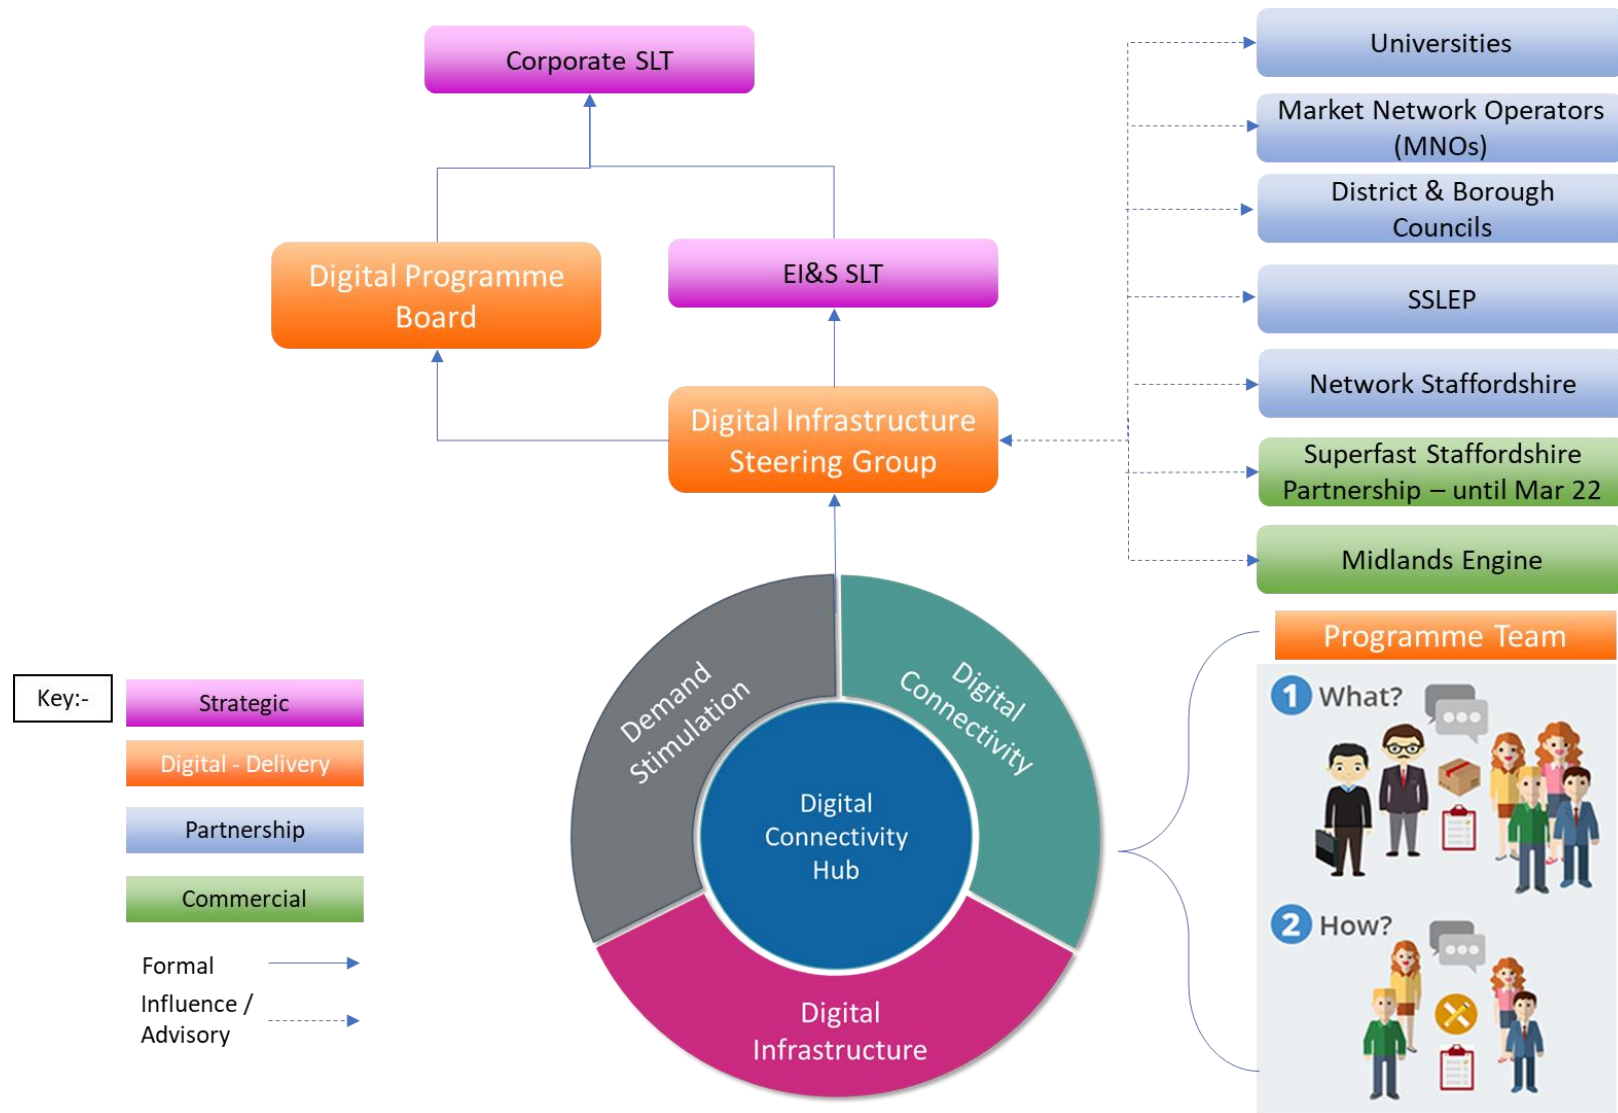 Corporate SLT
Digital Programme
Board
EI&S SLT
Digital Infrastructure
Steering Group
Universities
Market Network Operators
(MNOs)
District & Borough
Councils
SSLEP
Network Staffordshire
Superfast Staffordshire
Partnership – until Mar 22
Midlands Engine
Programme Team
1 What?
2 How?
Demand
Stimulation
Digital
Connectivity
Digital
Connectivity
Hub
Digital
Infrastructure
Key:-
Strategic
Digital - Delivery
Partnership
Commercial
Formal
Influence /
Advisory